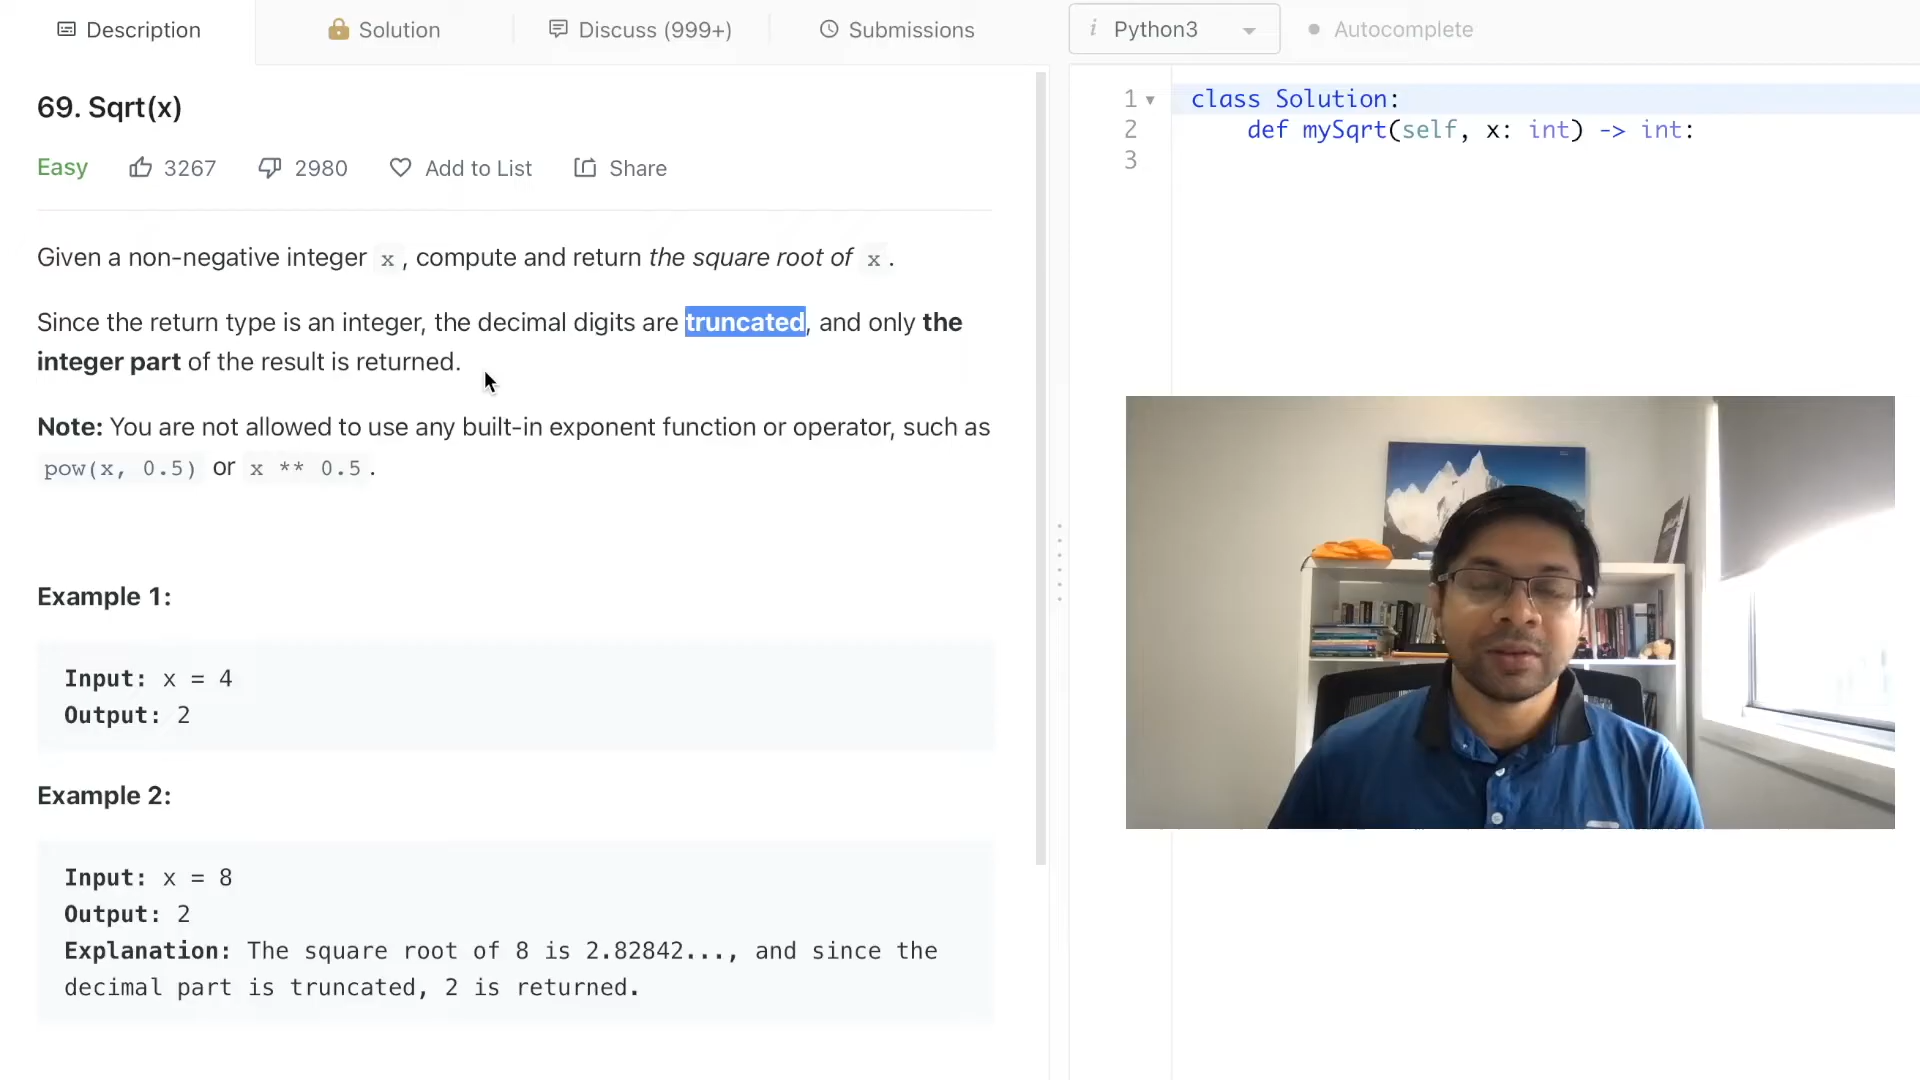 Description
Solution
Discuss (999+)
Submissions
i Python3
Autocomplete
69. Sqrt(x)
Easy 3267 2980 Add to List Share
Given a non-negative integer x, compute and return the square root of x.
Since the return type is an integer, the decimal digits are truncated, and only the
integer part of the result is returned.
Note: You are not allowed to use any built-in exponent function or operator, such as
pow(x, 0.5) or x ** 0.5.
Example 1:
Input: x = 4
Output: 2
Example 2:
Input: x = 8
Output: 2
Explanation: The square root of 8 is 2.82842..., and since the
decimal part is truncated, 2 is returned.
1 class Solution:
2 def mySqrt(self, x: int) -> int:
3